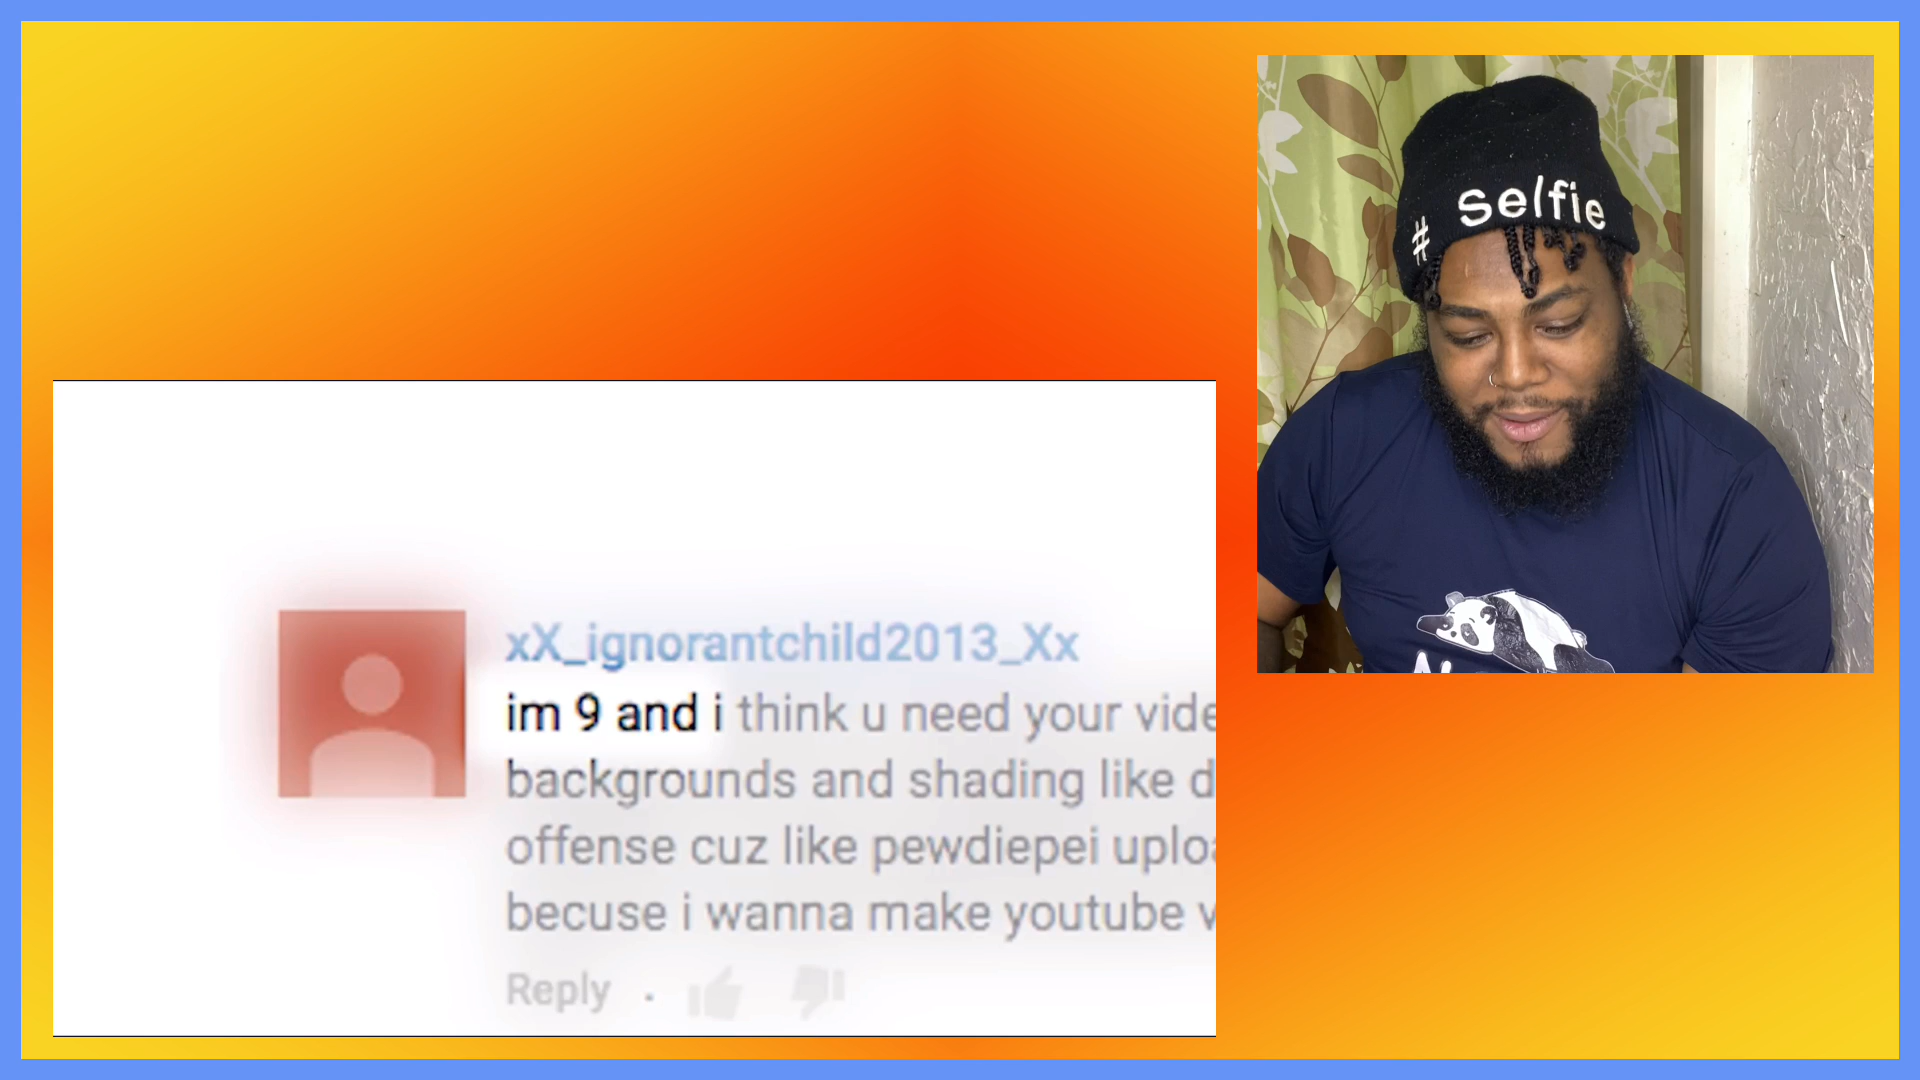 # Selfie
xX_ignorantchild2013_Xx
im 9 and i think u need your vide
backgrounds and shading like d
offense cuz like pewdiepei uplo
becuse i wanna make youtube v
Reply ·